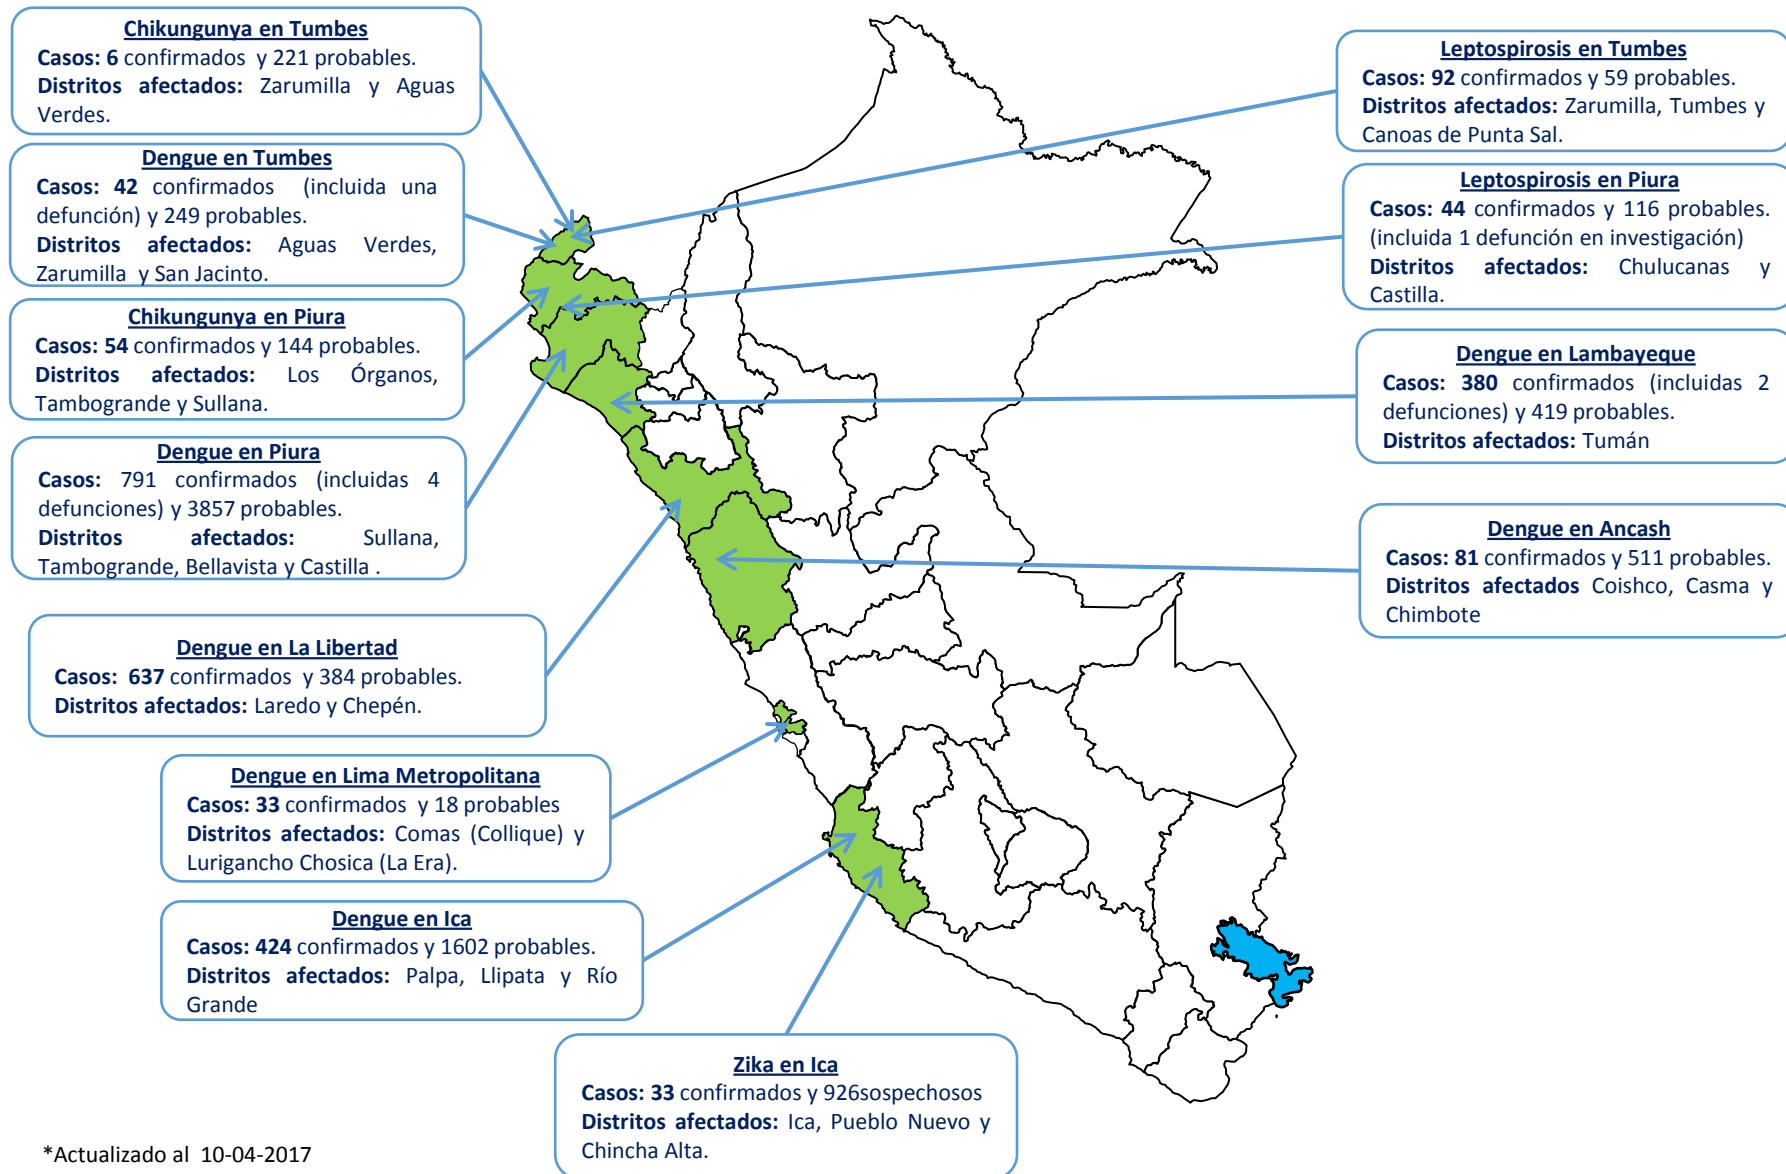 Chikungunya en Tumbes
Casos: 6 confirmados y 221 probables.
Distritos afectados: Zarumilla y Aguas
Verdes.
Dengue en Tumbes
Casos: 42 confirmados (incluida una
defunción) y 249 probables.
Distritos afectados: Aguas Verdes,
Zarumilla y San Jacinto.
Chikungunya en Piura
Casos: 54 confirmados y 144 probables.
Distritos afectados: Los Órganos,
Tambogrande y Sullana.
Dengue en Piura
Casos: 791 confirmados (incluidas 4
defunciones) y 3857 probables.
Distritos afectados: Sullana,
Tambogrande, Bellavista y Castilla .
Dengue en La Libertad
Casos: 637 confirmados y 384 probables.
Distritos afectados: Laredo y Chepén.
Dengue en Lima Metropolitana
Casos: 33 confirmados y 18 probables
Distritos afectados: Comas (Collique) y
Lurigancho Chosica (La Era).
Dengue en Ica
Casos: 424 confirmados y 1602 probables.
Distritos afectados: Palpa, Llipata y Río
Grande
Zika en Ica
Casos: 33 confirmados y 926sospechosos
Distritos afectados: Ica, Pueblo Nuevo y
Chincha Alta.
Leptospirosis en Tumbes
Casos: 92 confirmados y 59 probables.
Distritos afectados: Zarumilla, Tumbes y
Canoas de Punta Sal.
Leptospirosis en Piura
Casos: 44 confirmados y 116 probables.
(incluida 1 defunción en investigación)
Distritos afectados: Chulucanas y
Castilla.
Dengue en Lambayeque
Casos: 380 confirmados (incluidas 2
defunciones) y 419 probables.
Distritos afectados: Tumán
Dengue en Ancash
Casos: 81 confirmados y 511 probables.
Distritos afectados Coishco, Casma y
Chimbote
*Actualizado al 10-04-2017